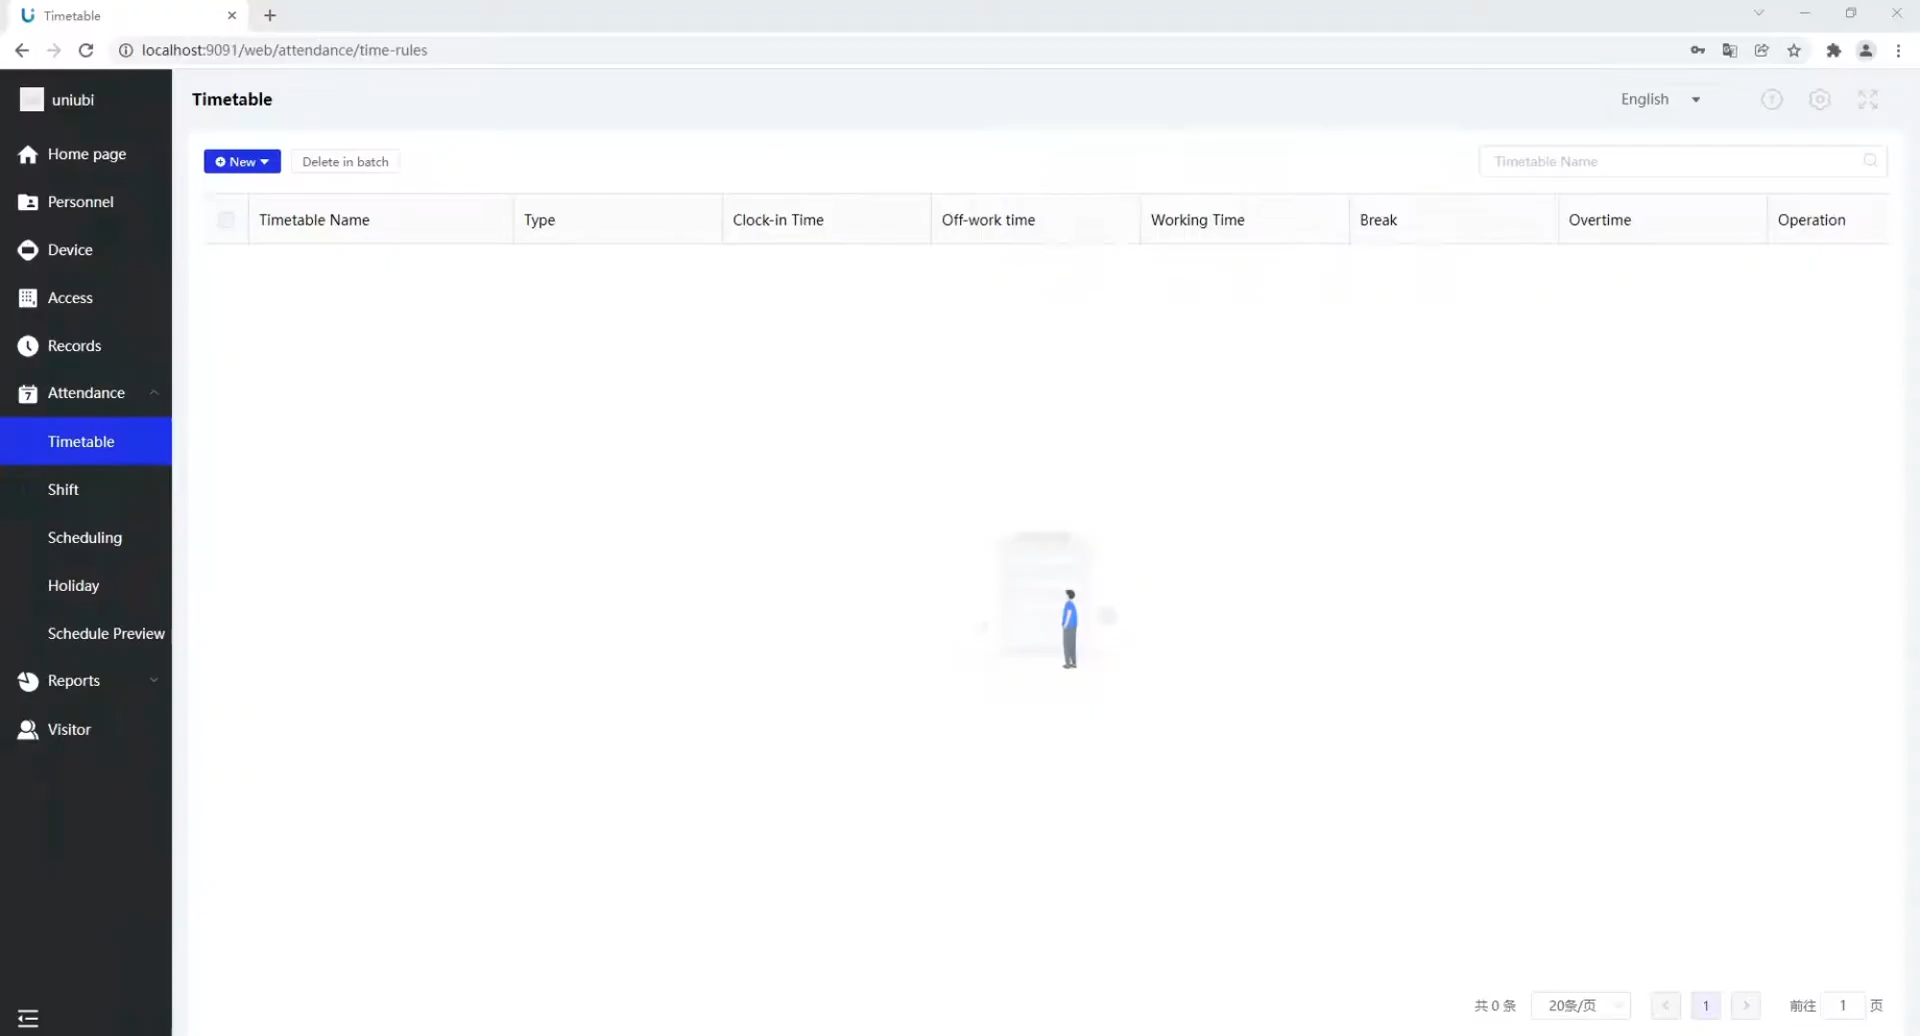 Timetable
localhost:9091/web/attendance/time-rules
uniubi
Timetable
English
Home page
New
Delete in batch
Timetable Name
Personnel
Timetable Name
Type
Clock-in Time
Off-work time
Working Time
Break
Overtime
Operation
Device
Access
Records
7
Attendance
Timetable
Shift
Scheduling
Holiday
Schedule Preview
Reports
Visitor
共 0 条
20条/页
1
前往 1 页